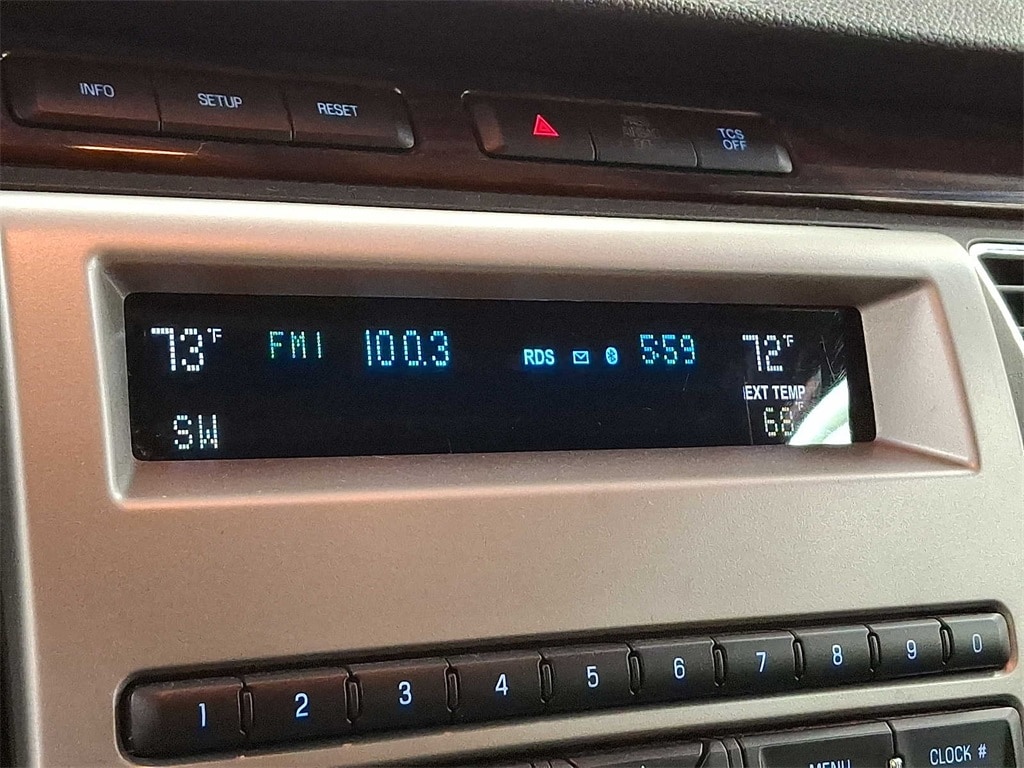 INFO SETUP RESET
TCS
OFF
73°F FM1 100.3 RDS 5:59 72°F
EXT TEMP
SW 68°F
1 2 3 4 5 6 7 8 9 0
MENU CLOCK #